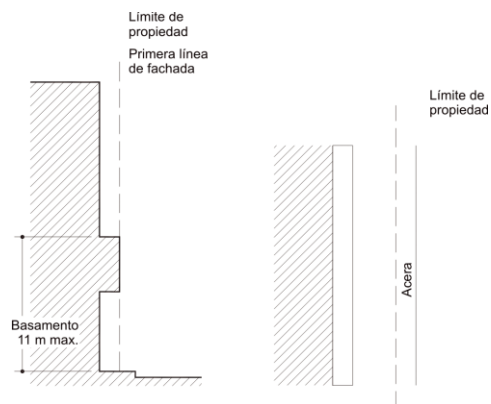 Límite de
propiedad
Primera línea
de fachada
Límite de
propiedad
Acera
Basamento
11 m max.